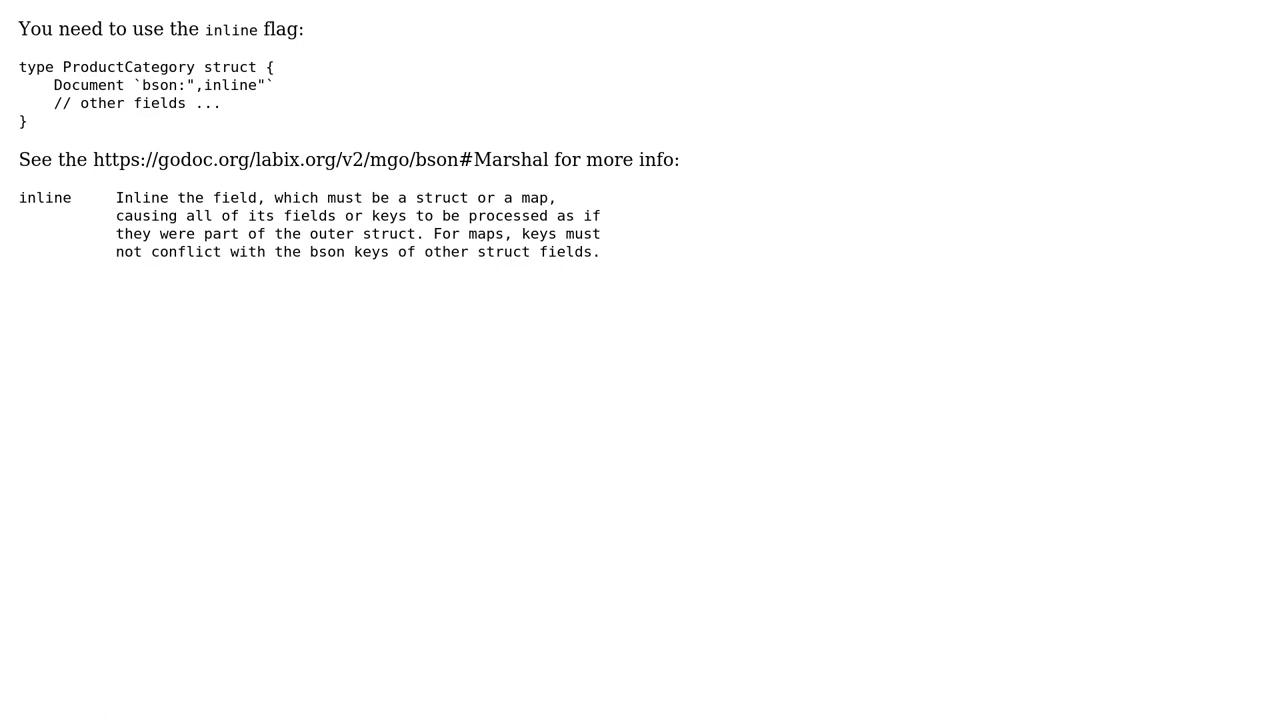 You need to use the inline flag:
type ProductCategory struct {
    Document `bson:",inline"`
    // other fields ...
}
See the https://godoc.org/labix.org/v2/mgo/bson#Marshal for more info:
inline     Inline the field, which must be a struct or a map,
           causing all of its fields or keys to be processed as if
           they were part of the outer struct. For maps, keys must
           not conflict with the bson keys of other struct fields.